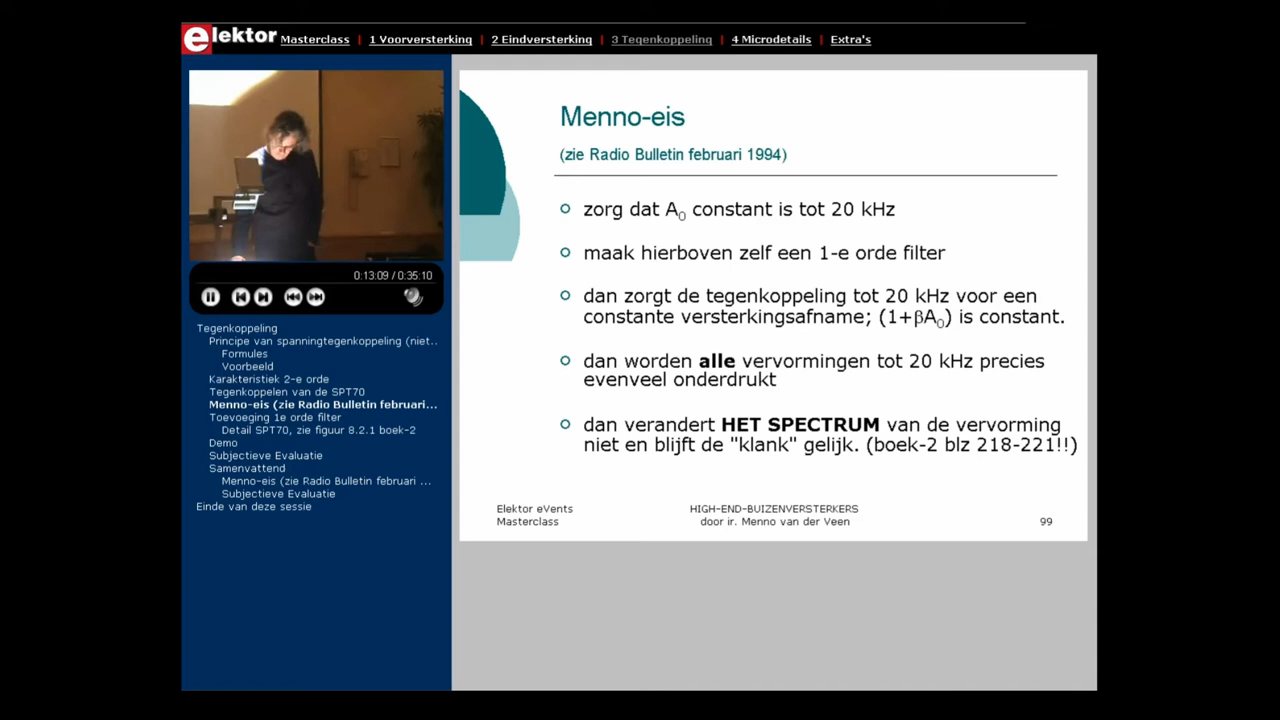 elektor
Masterclass | 1 Voorversterking | 2 Eindversterking | 3 Tegenkoppeling | 4 Microdetails | Extra's
0:13:09 / 0:35:10
Tegenkoppeling
Principe van spanningtegenkoppeling (niet...
Formules
Voorbeeld
Karakteristiek 2-e orde
Tegenkoppelen van de SPT70
Menno-eis (zie Radio Bulletin februari...
Toevoeging 1e orde filter
Detail SPT70, zie figuur 8.2.1 boek-2
Demo
Subjectieve Evaluatie
Samenvattend
Menno-eis (zie Radio Bulletin februari ...
Subjectieve Evaluatie
Einde van deze sessie
Menno-eis
(zie Radio Bulletin februari 1994)
zorg dat A₀ constant is tot 20 kHz
maak hierboven zelf een 1-e orde filter
dan zorgt de tegenkoppeling tot 20 kHz voor een
constante versterkingsafname; (1+βA₀) is constant.
dan worden alle vervormingen tot 20 kHz precies
evenveel onderdrukt
dan verandert HET SPECTRUM van de vervorming
niet en blijft de "klank" gelijk. (boek-2 blz 218-221!!)
Elektor eVents
Masterclass
HIGH-END-BUIZENVERSTERKERS
door ir. Menno van der Veen
99